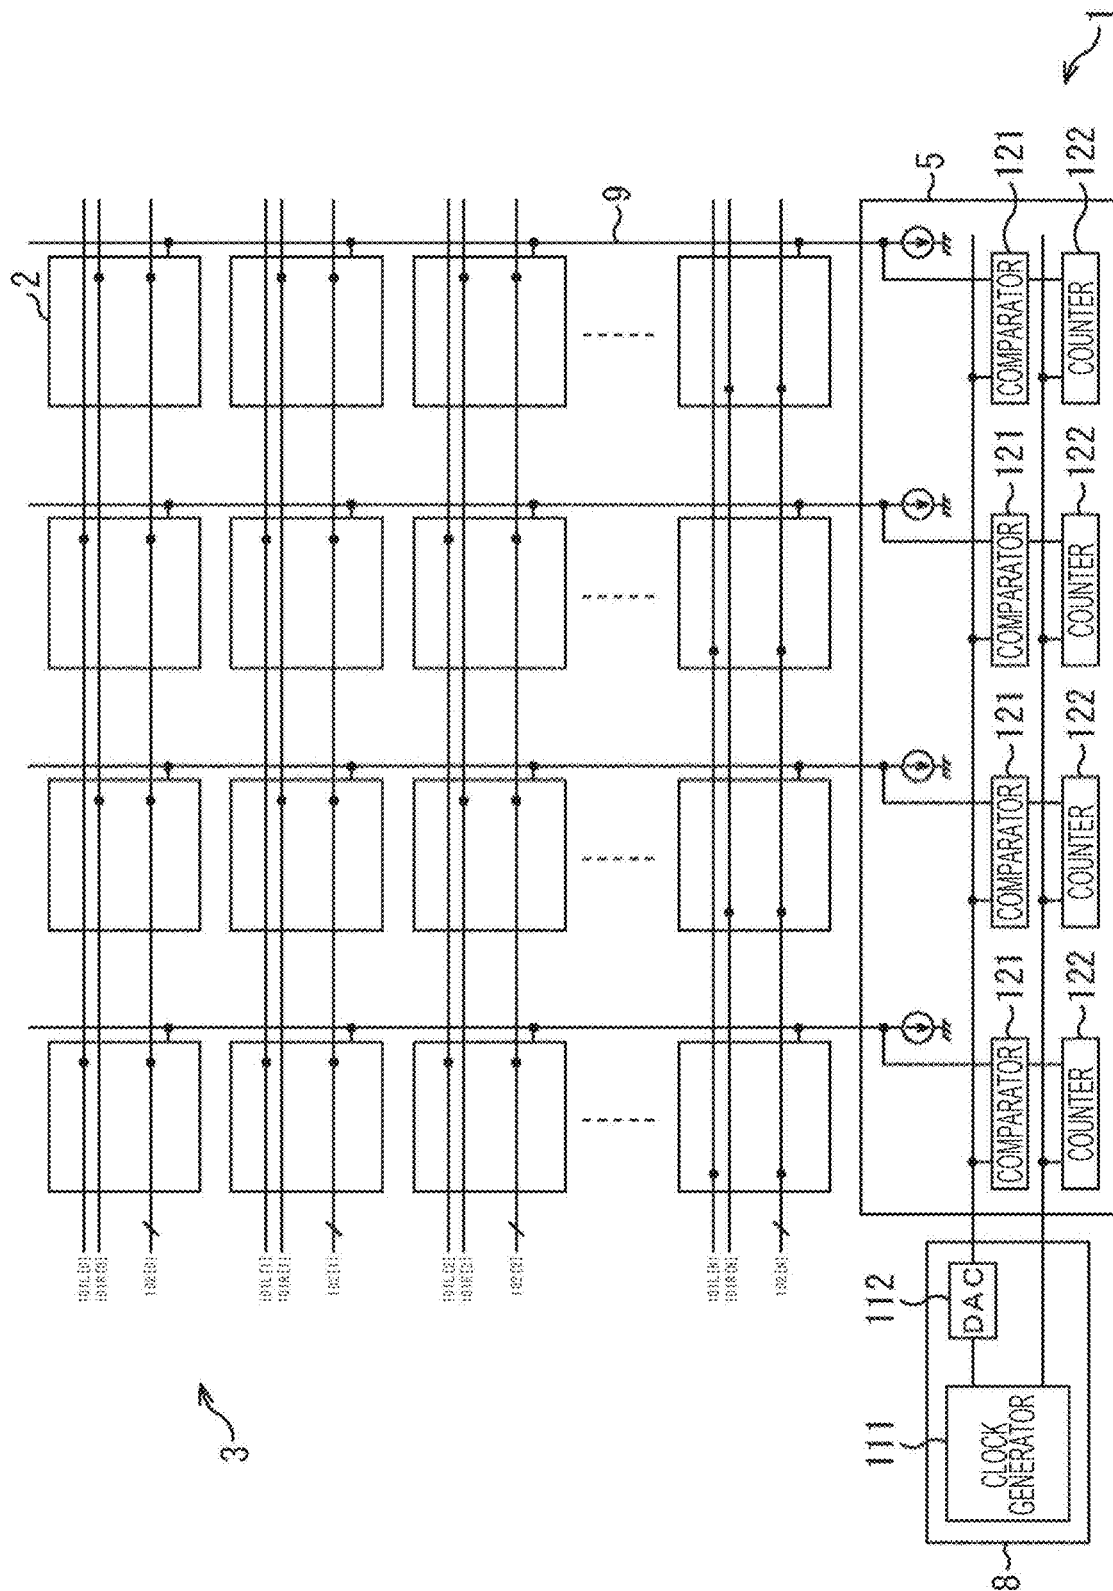 1
2
9
5
121
122
COMPARATOR
COUNTER
121
122
COMPARATOR
COUNTER
121
122
COMPARATOR
COUNTER
121
122
COMPARATOR
COUNTER
3
112
DAC
111
CLOCK
GENERATOR
8